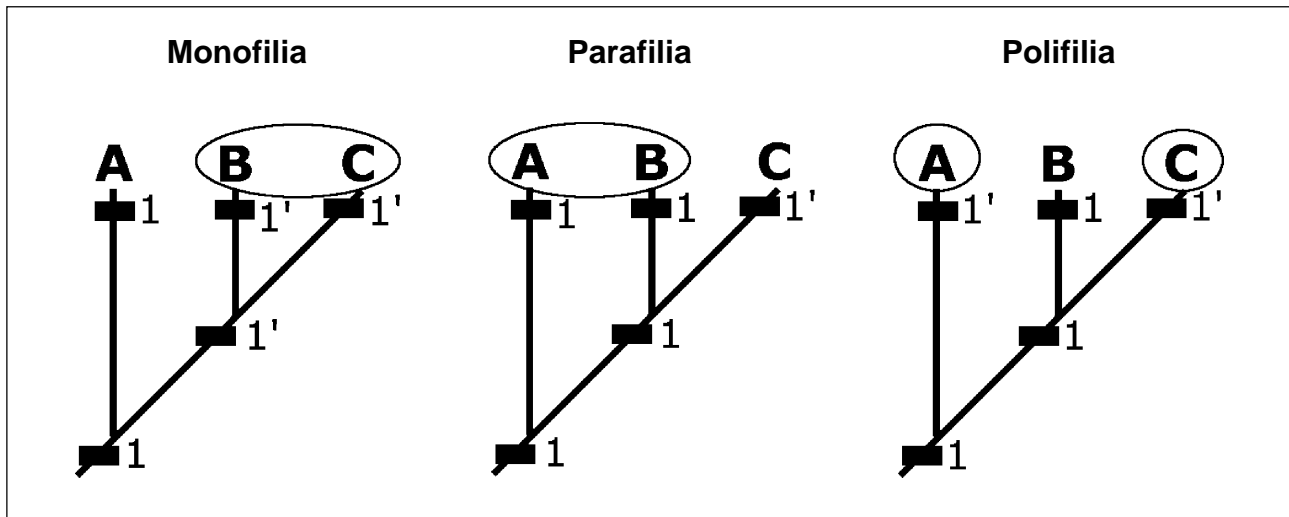 Monofilia Parafilia Polifilia
A B C A B C A B C
1 1' 1' 1 1 1' 1' 1 1'
1' 1 1
1 1 1